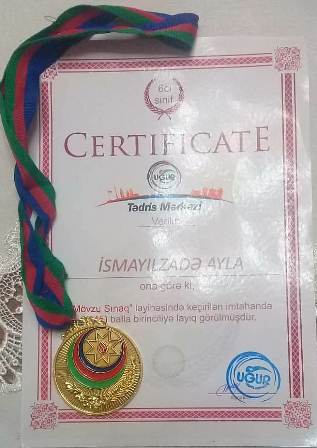 6cı
sinif
CERTIFICATE
UĞUR
Tədris Mərkəzi
Verilir
İSMAYILZADƏ AYLA
ona görə ki,
Mövzu Sınaq" layihəsində keçirilən imtahanda
balla birinciliyə layiq görülmüşdür.
UĞUR